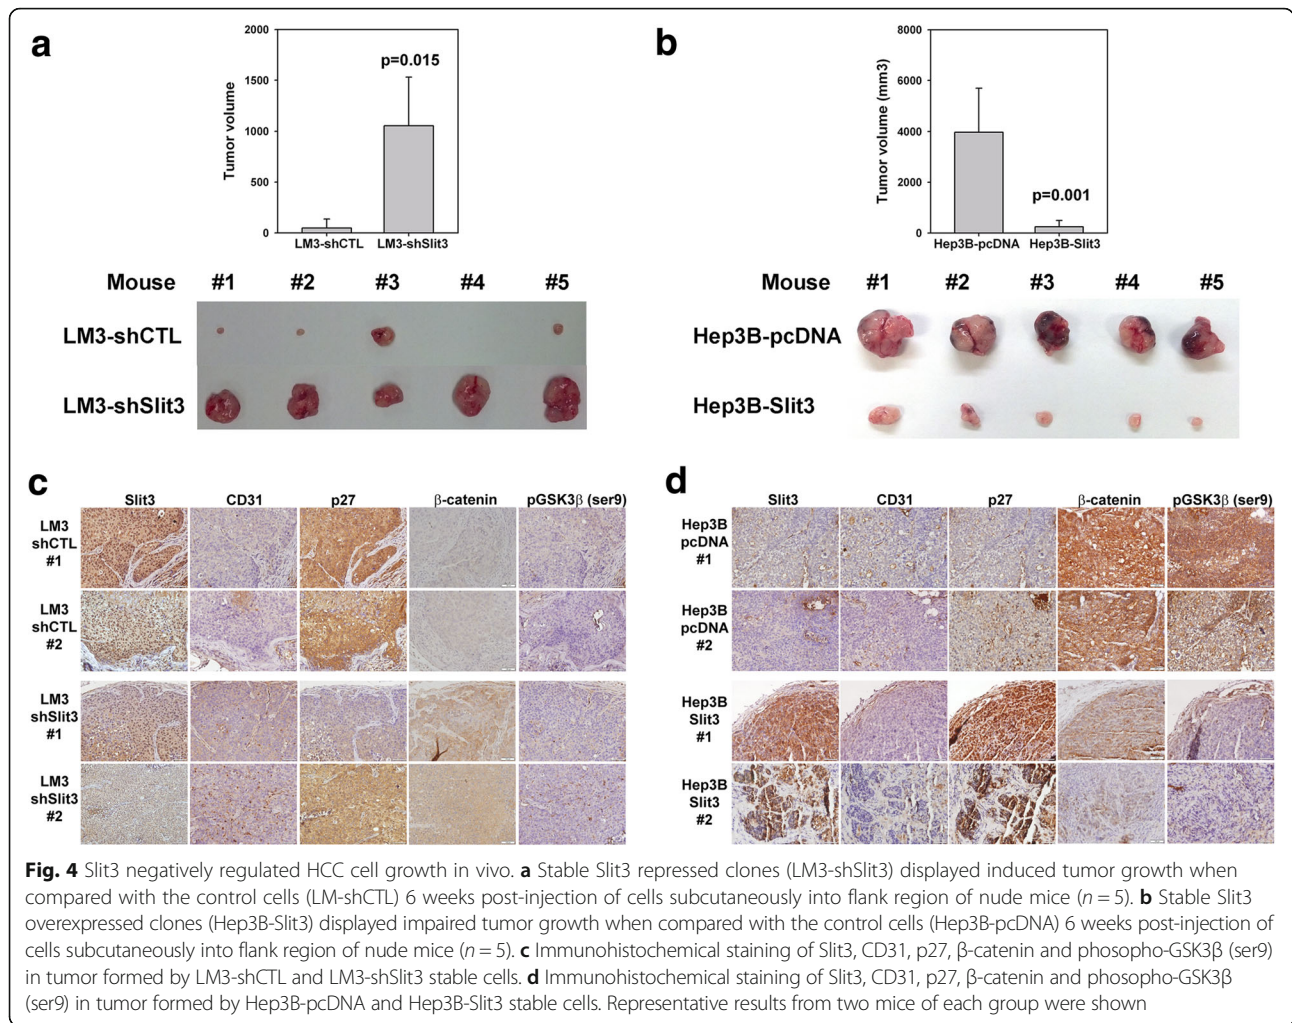 a
2000
1500
1000
500
0
Tumor volume
p=0.015
LM3-shCTL LM3-shSlit3
Mouse #1 #2 #3 #4 #5
LM3-shCTL
LM3-shSlit3
b
8000
6000
4000
2000
0
Tumor volume (mm3)
p=0.001
Hep3B-pcDNA Hep3B-Slit3
Mouse #1 #2 #3 #4 #5
Hep3B-pcDNA
Hep3B-Slit3
c
Slit3 CD31 p27 β-catenin pGSK3β (ser9)
LM3
shCTL
#1
LM3
shCTL
#2
LM3
shSlit3
#1
LM3
shSlit3
#2
d
Slit3 CD31 p27 β-catenin pGSK3β (ser9)
Hep3B
pcDNA
#1
Hep3B
pcDNA
#2
Hep3B
Slit3
#1
Hep3B
Slit3
#2
Fig. 4 Slit3 negatively regulated HCC cell growth in vivo. a Stable Slit3 repressed clones (LM3-shSlit3) displayed induced tumor growth when
compared with the control cells (LM-shCTL) 6 weeks post-injection of cells subcutaneously into flank region of nude mice (n = 5). b Stable Slit3
overexpressed clones (Hep3B-Slit3) displayed impaired tumor growth when compared with the control cells (Hep3B-pcDNA) 6 weeks post-injection of
cells subcutaneously into flank region of nude mice (n = 5). c Immunohistochemical staining of Slit3, CD31, p27, β-catenin and phosopho-GSK3β (ser9)
in tumor formed by LM3-shCTL and LM3-shSlit3 stable cells. d Immunohistochemical staining of Slit3, CD31, p27, β-catenin and phosopho-GSK3β
(ser9) in tumor formed by Hep3B-pcDNA and Hep3B-Slit3 stable cells. Representative results from two mice of each group were shown